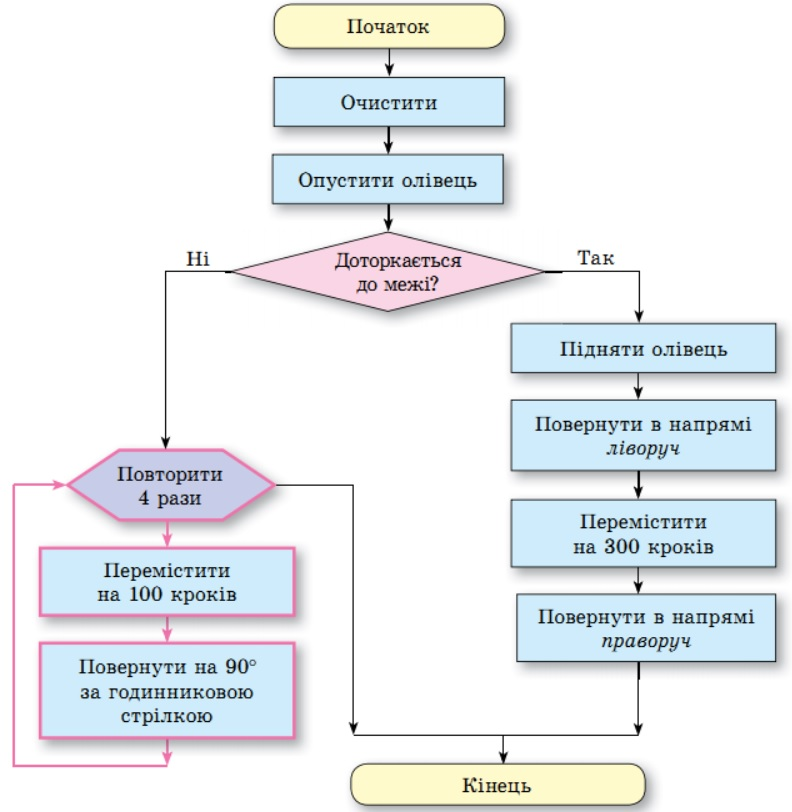 Початок
Очистити
Опустити олівець
Доторкається
до межі?
Ні
Так
Підняти олівець
Повернути в напрямі
ліворуч
Перемістити
на 300 кроків
Повернути в напрямі
праворуч
Повторити
4 рази
Перемістити
на 100 кроків
Повернути на 90°
за годинниковою
стрілкою
Кінець